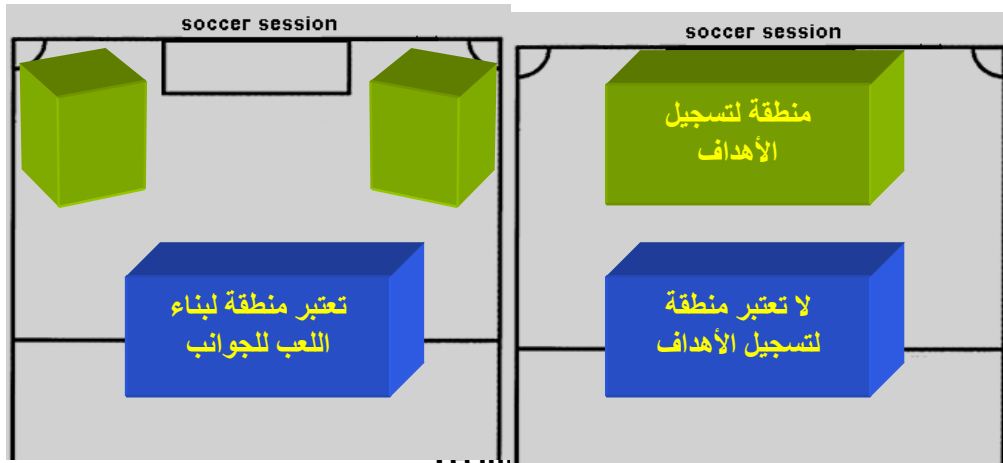 soccer session
تعتبر منطقة لبناء
اللعب للجوانب
soccer session
منطقة لتسجيل
الأهداف
لا تعتبر منطقة
لتسجيل الأهداف